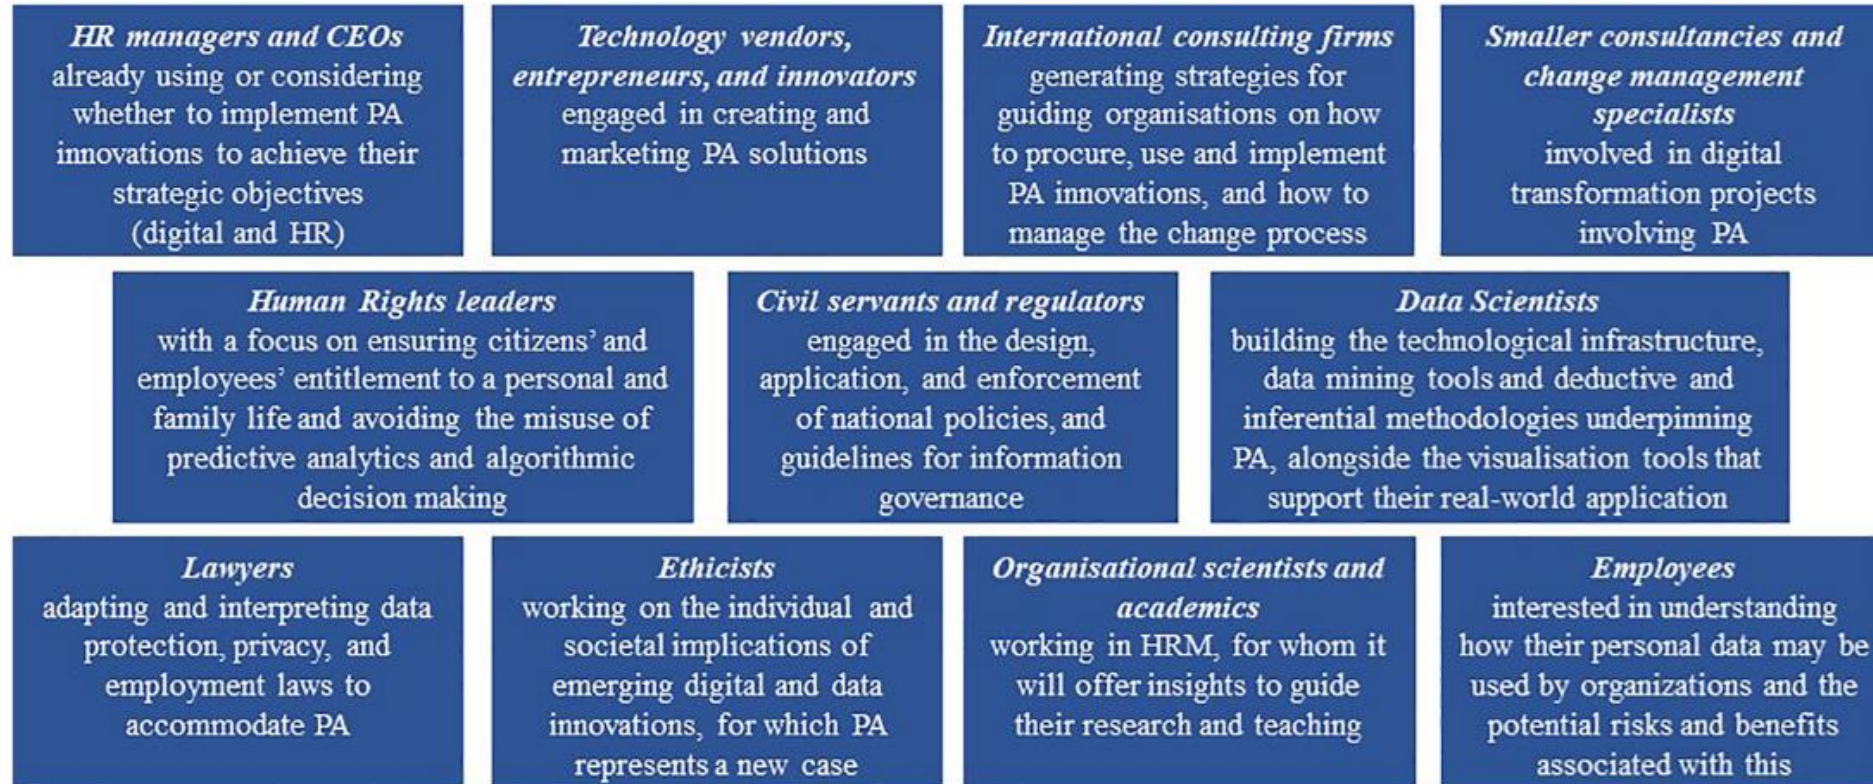 HR managers and CEOs
already using or considering
whether to implement PA
innovations to achieve their
strategic objectives
(digital and HR)
Technology vendors,
entrepreneurs, and innovators
engaged in creating and
marketing PA solutions
International consulting firms
generating strategies for
guiding organisations on how
to procure, use and implement
PA innovations, and how to
manage the change process
Smaller consultancies and
change management
specialists
involved in digital
transformation projects
involving PA
Human Rights leaders
with a focus on ensuring citizens' and
employees' entitlement to a personal and
family life and avoiding the misuse of
predictive analytics and algorithmic
decision making
Civil servants and regulators
engaged in the design,
application, and enforcement
of national policies, and
guidelines for information
governance
Data Scientists
building the technological infrastructure,
data mining tools and deductive and
inferential methodologies underpinning
PA, alongside the visualisation tools that
support their real-world application
Lawyers
adapting and interpreting data
protection, privacy, and
employment laws to
accommodate PA
Ethicists
working on the individual and
societal implications of
emerging digital and data
innovations, for which PA
represents a new case
Organisational scientists and
academics
working in HRM, for whom it
will offer insights to guide
their research and teaching
Employees
interested in understanding
how their personal data may be
used by organizations and the
potential risks and benefits
associated with this